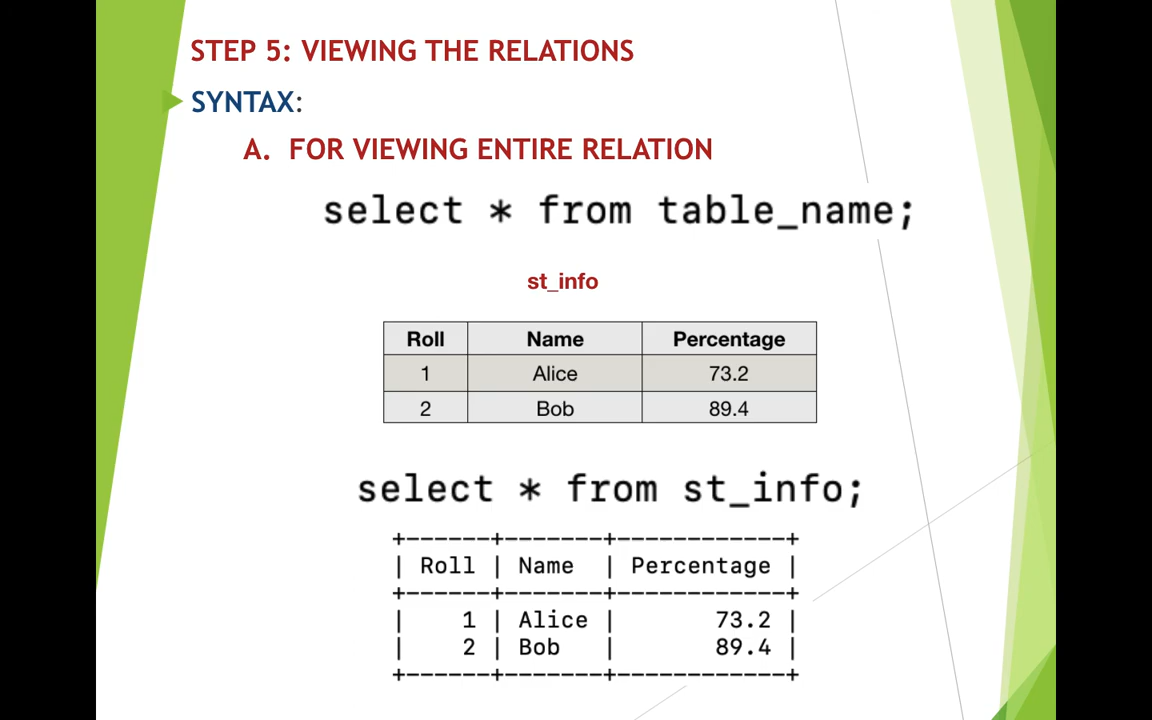 STEP 5: VIEWING THE RELATIONS
SYNTAX:
A. FOR VIEWING ENTIRE RELATION
select * from table_name;
st_info
Roll Name Percentage
1 Alice 73.2
2 Bob 89.4
select * from st_info;
+------+-------+------------+
| Roll | Name | Percentage |
+------+-------+------------+
| 1 | Alice | 73.2 |
| 2 | Bob | 89.4 |
+------+-------+------------+